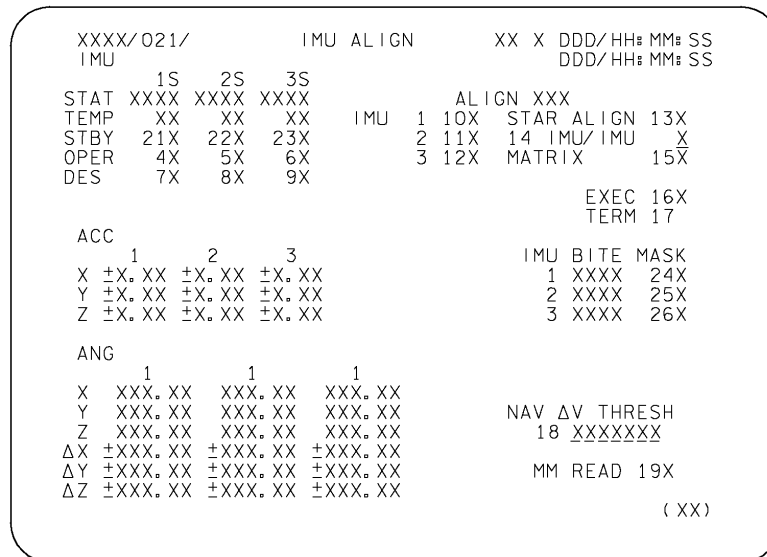 XXXX/021/ IMU ALIGN XX X DDD/HH:MM:SS
IMU DDD/HH:MM:SS
1S 2S 3S
STAT XXXX XXXX XXXX ALIGN XXX
TEMP XX XX XX IMU 1 10X STAR ALIGN 13X
STBY 21X 22X 23X 2 11X 14 IMU/IMU X
OPER 4X 5X 6X 3 12X MATRIX 15X
DES 7X 8X 9X
EXEC 16X
TERM 17
ACC
1 2 3 IMU BITE MASK
X ±X.XX ±X.XX ±X.XX 1 XXXX 24X
Y ±X.XX ±X.XX ±X.XX 2 XXXX 25X
Z ±X.XX ±X.XX ±X.XX 3 XXXX 26X
ANG
1 1 1
X XXX.XX XXX.XX XXX.XX
Y XXX.XX XXX.XX XXX.XX NAV ΔV THRESH
Z XXX.XX XXX.XX XXX.XX 18 XXXXXXX
ΔX ±XXX.XX ±XXX.XX ±XXX.XX
ΔY ±XXX.XX ±XXX.XX ±XXX.XX MM READ 19X
ΔZ ±XXX.XX ±XXX.XX ±XXX.XX
(XX)